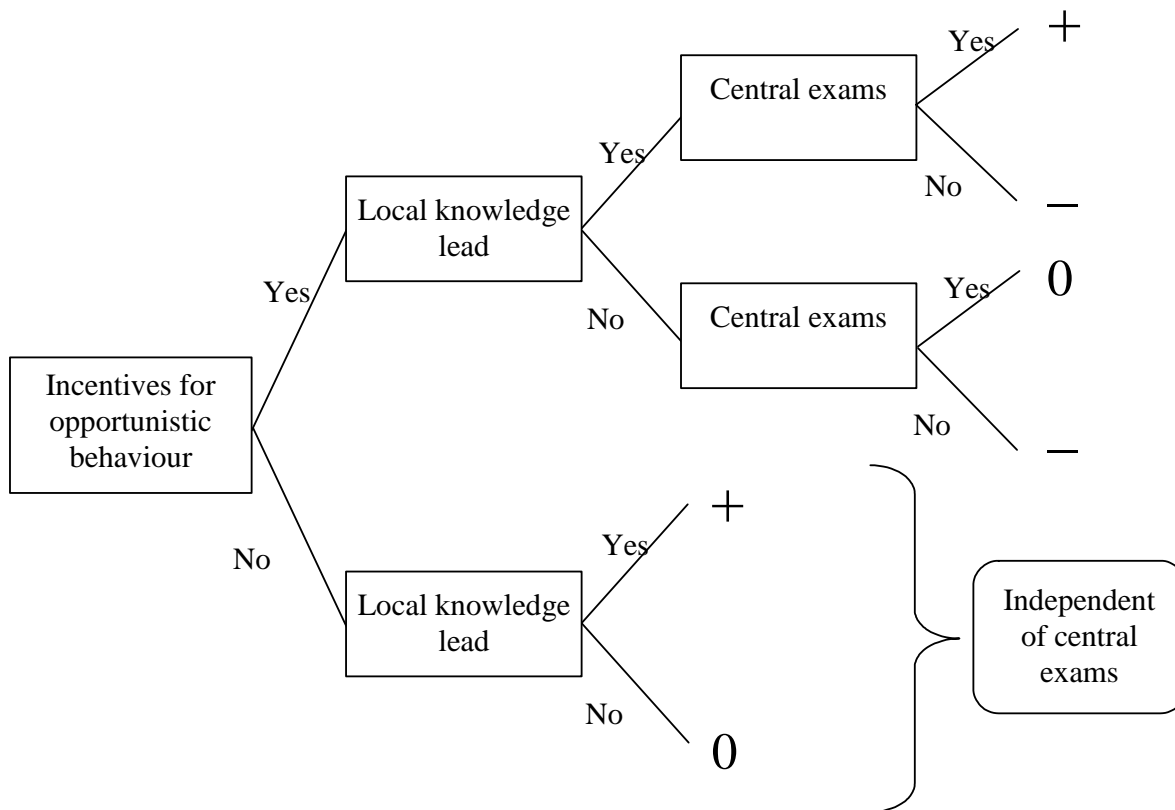 Yes
+
Central exams
Yes
No
Local knowledge
lead
–
Yes
0
Yes
No
Central exams
Incentives for
opportunistic
behaviour
No
–
+
No
Yes
Local knowledge
lead
Independent
of central
exams
No
0